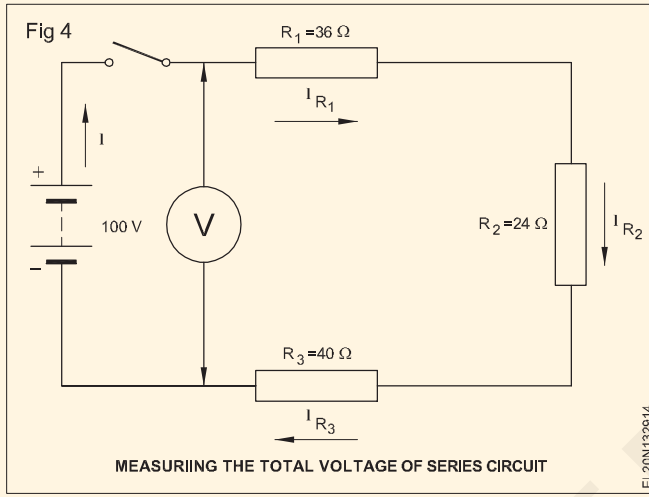 Fig 4
R1=36 Ω
I R1
I
+
100 V
–
V
R2=24 Ω
I R2
R3=40 Ω
I R3
MEASURIING THE TOTAL VOLTAGE OF SERIES CIRCUIT
EL20N132914